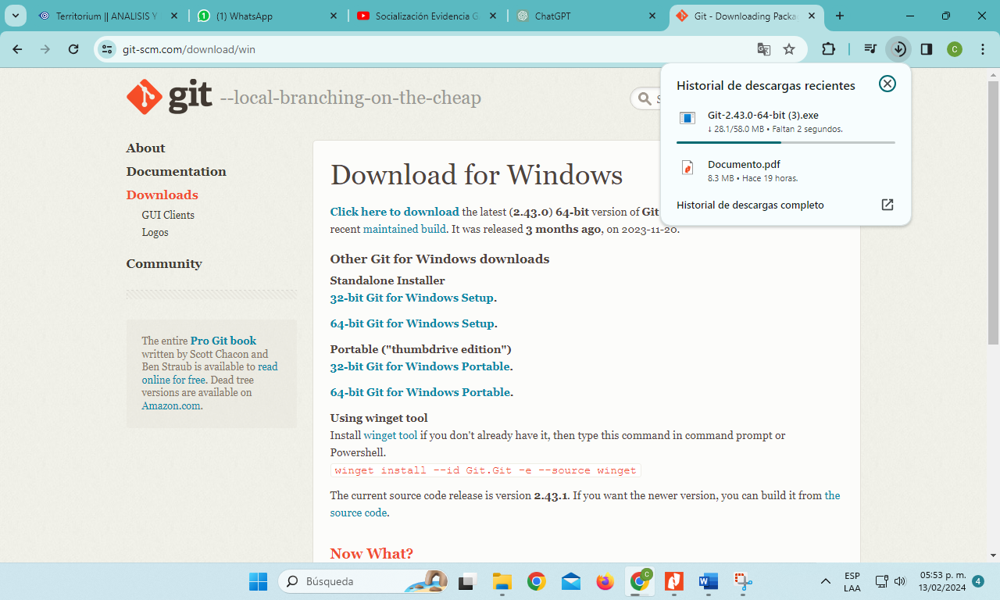 Territorium || ANALISIS Y
(1) WhatsApp
Socialización Evidencia G
ChatGPT
Git - Downloading Packa
git-scm.com/download/win
C
git --local-branching-on-the-cheap
Historial de descargas recientes
Git-2.43.0-64-bit (3).exe
↓ 28.1/58.0 MB • Faltan 2 segundos.
Documento.pdf
8.3 MB • Hace 19 horas.
Historial de descargas completo
About
Documentation
Downloads
GUI Clients
Logos
Community
The entire Pro Git book
written by Scott Chacon and
Ben Straub is available to read
online for free. Dead tree
versions are available on
Amazon.com.
Download for Windows
Click here to download the latest (2.43.0) 64-bit version of Git
recent maintained build. It was released 3 months ago, on 2023-11-20.
Other Git for Windows downloads
Standalone Installer
32-bit Git for Windows Setup.
64-bit Git for Windows Setup.
Portable ("thumbdrive edition")
32-bit Git for Windows Portable.
64-bit Git for Windows Portable.
Using winget tool
Install winget tool if you don't already have it, then type this command in command prompt or
Powershell.
winget install --id Git.Git -e --source winget
The current source code release is version 2.43.1. If you want the newer version, you can build it from the
source code.
Now What?
Búsqueda
C
ESP
LAA
05:53 p. m.
13/02/2024
4